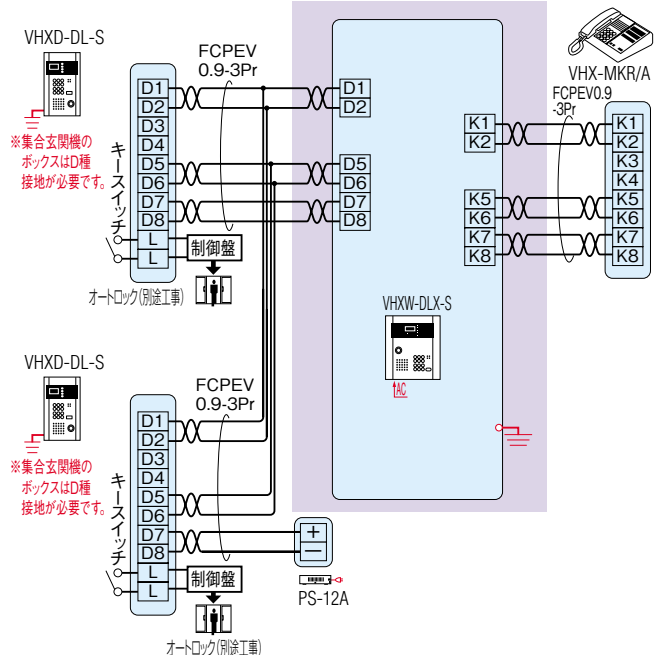 VHXD-DL-S
※集合玄関機の
ボックスはD種
接地が必要です。
キースイッチ
FCPEV
0.9-3Pr
D1
D2
D3
D4
D5
D6
D7
D8
L
L
制御盤
オートロック(別途工事)
D1
D2
D5
D6
D7
D8
VHXW-DLX-S
AC
K1
K2
K5
K6
K7
K8
VHX-MKR/A
FCPEV0.9
-3Pr
K1
K2
K3
K4
K5
K6
K7
K8
VHXD-DL-S
※集合玄関機の
ボックスはD種
接地が必要です。
キースイッチ
FCPEV
0.9-3Pr
D1
D2
D3
D4
D5
D6
D7
D8
L
L
制御盤
オートロック(別途工事)
+
−
PS-12A